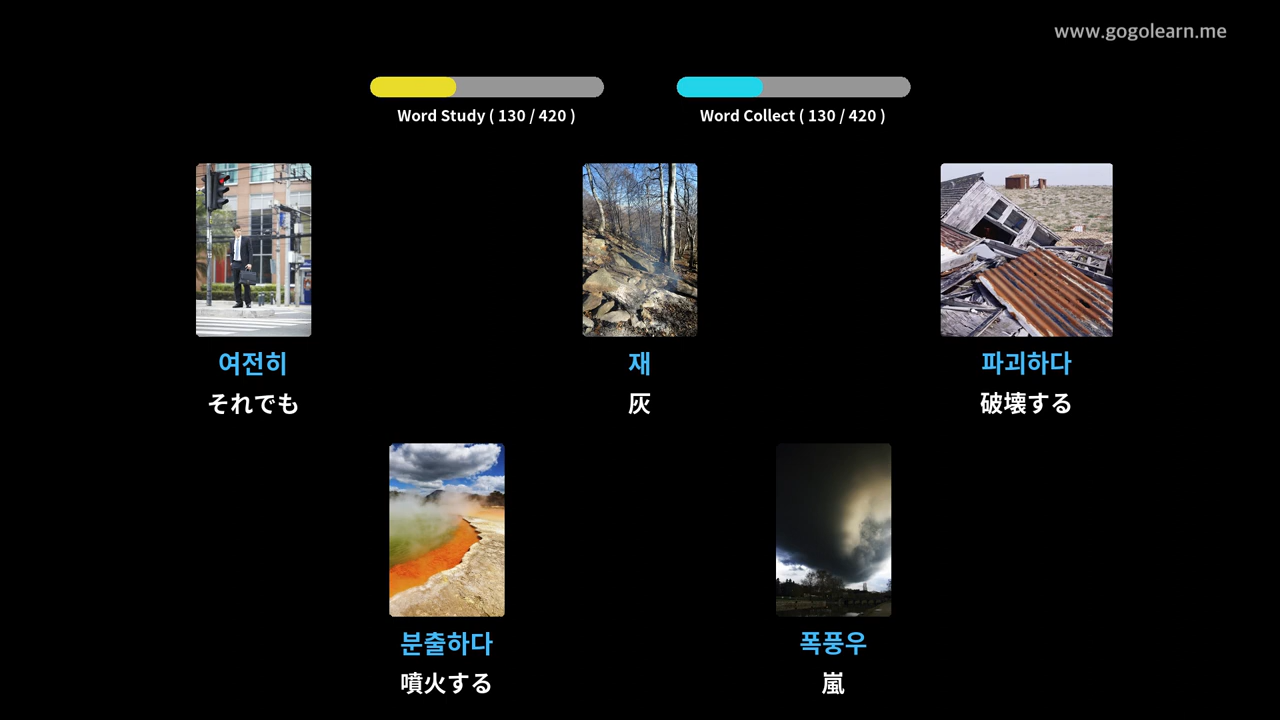 www.gogolearn.me
Word Study ( 130 / 420 )
Word Collect ( 130 / 420 )
여전히
それでも
재
灰
파괴하다
破壊する
분출하다
噴火する
폭풍우
嵐